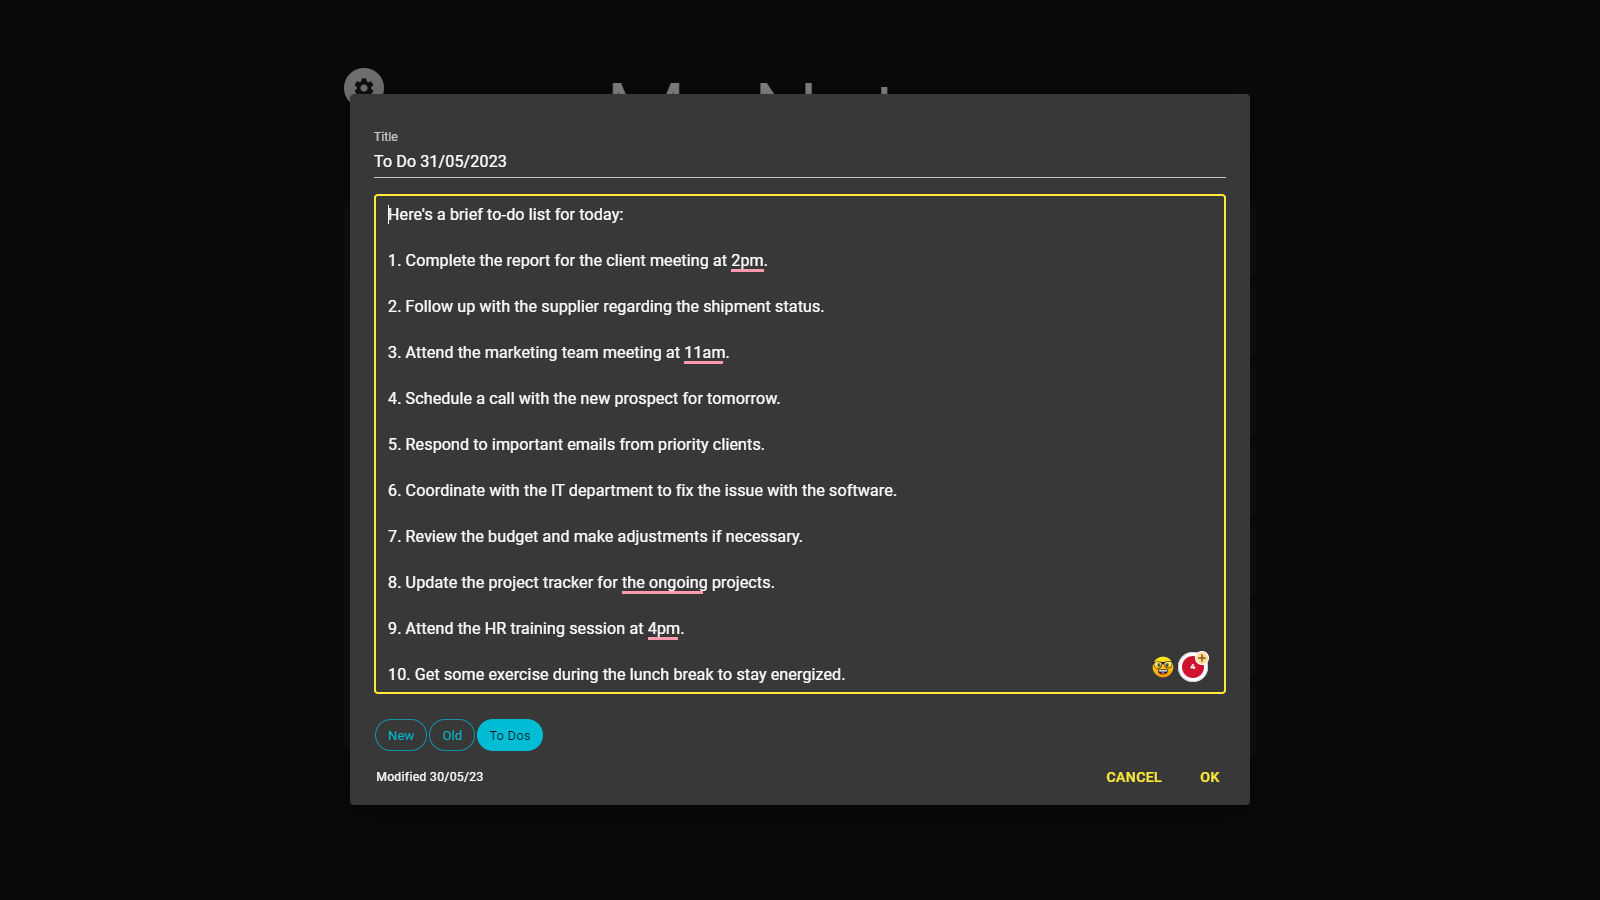 Title
To Do 31/05/2023
Here's a brief to-do list for today:
1. Complete the report for the client meeting at 2pm.
2. Follow up with the supplier regarding the shipment status.
3. Attend the marketing team meeting at 11am.
4. Schedule a call with the new prospect for tomorrow.
5. Respond to important emails from priority clients.
6. Coordinate with the IT department to fix the issue with the software.
7. Review the budget and make adjustments if necessary.
8. Update the project tracker for the ongoing projects.
9. Attend the HR training session at 4pm.
10. Get some exercise during the lunch break to stay energized.
New Old To Dos
Modified 30/05/23 CANCEL OK